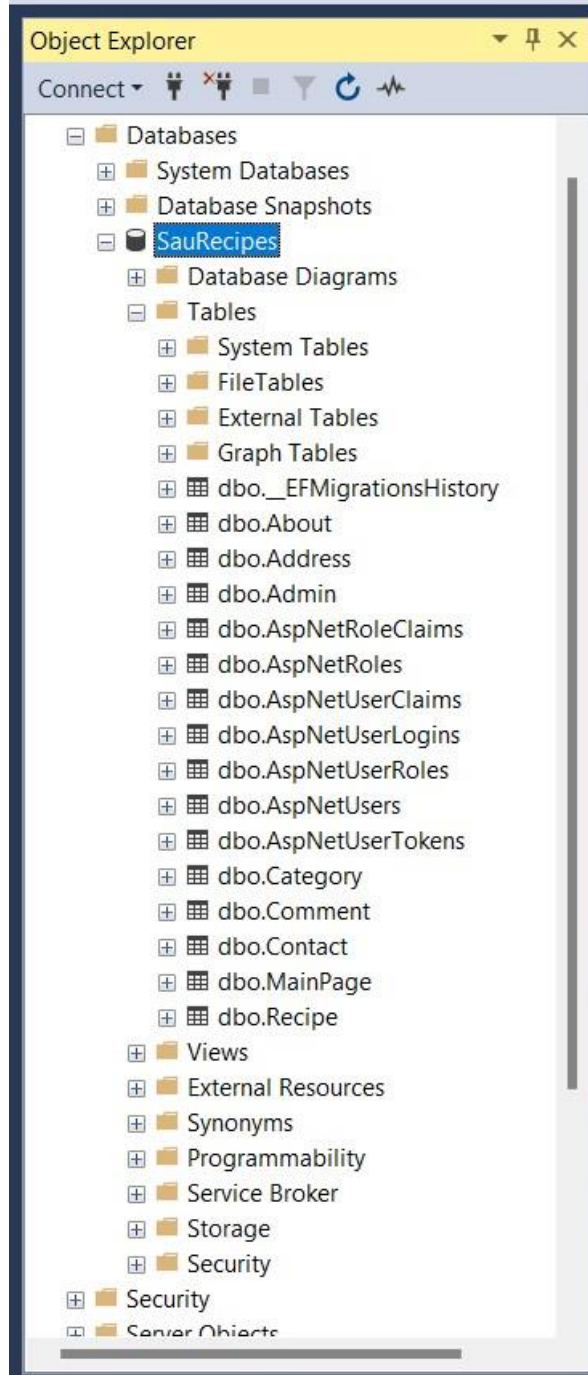 Object Explorer
Connect
Databases
System Databases
Database Snapshots
SauRecipes
Database Diagrams
Tables
System Tables
FileTables
External Tables
Graph Tables
dbo.__EFMigrationsHistory
dbo.About
dbo.Address
dbo.Admin
dbo.AspNetRoleClaims
dbo.AspNetRoles
dbo.AspNetUserClaims
dbo.AspNetUserLogins
dbo.AspNetUserRoles
dbo.AspNetUsers
dbo.AspNetUserTokens
dbo.Category
dbo.Comment
dbo.Contact
dbo.MainPage
dbo.Recipe
Views
External Resources
Synonyms
Programmability
Service Broker
Storage
Security
Security
Server Objects